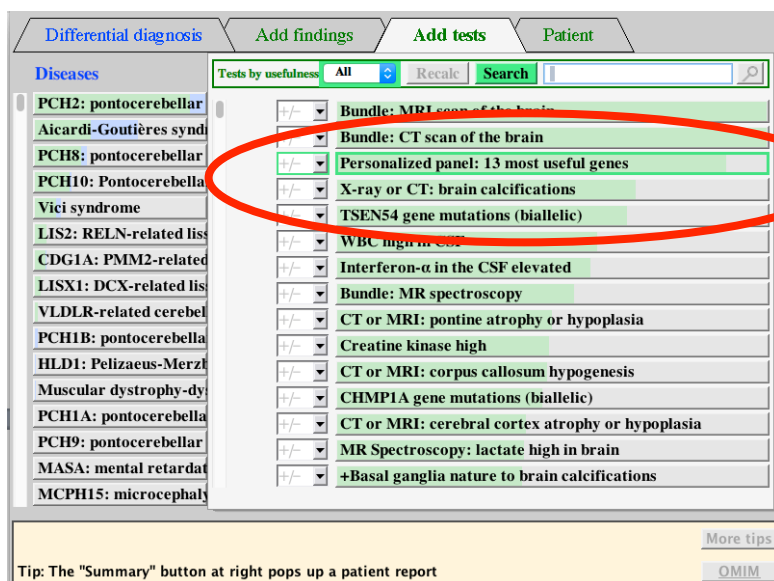 Differential diagnosis Add findings Add tests Patient
Diseases
Tests by usefulness All Recalc Search
PCH2: pontocerebellar
Aicardi-Goutières synd
PCH8: pontocerebellar
PCH10: Pontocerebella
Vici syndrome
LIS2: RELN-related liss
CDG1A: PMM2-related
LISX1: DCX-related lis
VLDLR-related cerebel
PCH1B: pontocerebella
HLD1: Pelizaeus-Merzb
Muscular dystrophy-dys
PCH1A: pontocerebella
PCH9: pontocerebellar
MASA: mental retardat
MCPH15: microcephaly
+/- Bundle: MRI scan of the brain
+/- Bundle: CT scan of the brain
+/- Personalized panel: 13 most useful genes
+/- X-ray or CT: brain calcifications
+/- TSEN54 gene mutations (biallelic)
+/- WBC high in CSF
+/- Interferon-α in the CSF elevated
+/- Bundle: MR spectroscopy
+/- CT or MRI: pontine atrophy or hypoplasia
+/- Creatine kinase high
+/- CT or MRI: corpus callosum hypogenesis
+/- CHMP1A gene mutations (biallelic)
+/- CT or MRI: cerebral cortex atrophy or hypoplasia
+/- MR Spectroscopy: lactate high in brain
+/- +Basal ganglia nature to brain calcifications
More tips
Tip: The "Summary" button at right pops up a patient report
OMIM